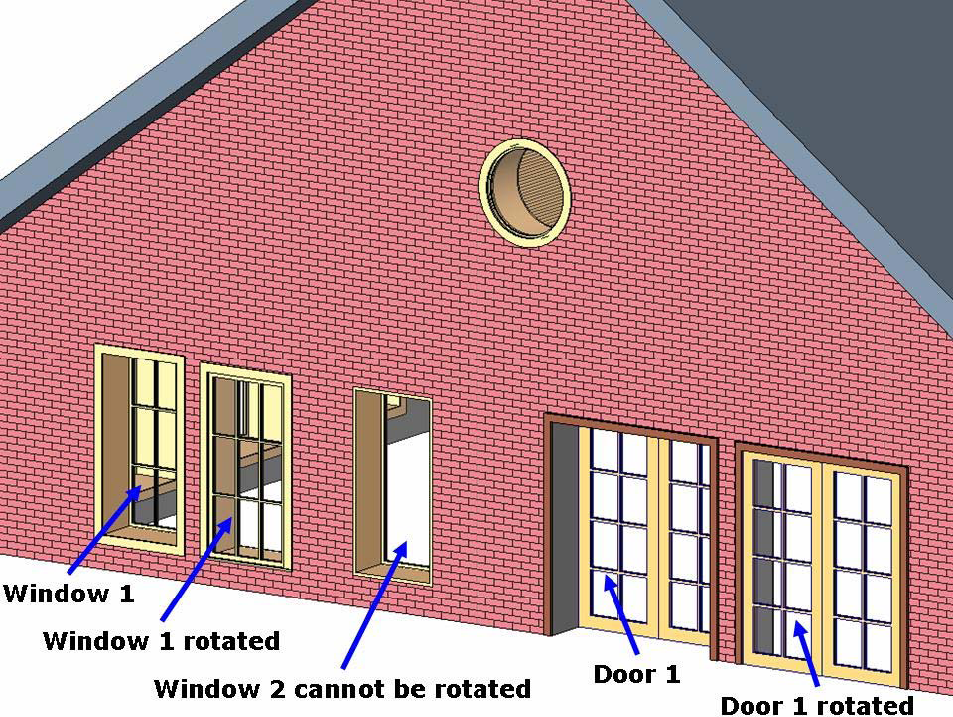 Window 1
Window 1 rotated
Window 2 cannot be rotated
Door 1
Door 1 rotated